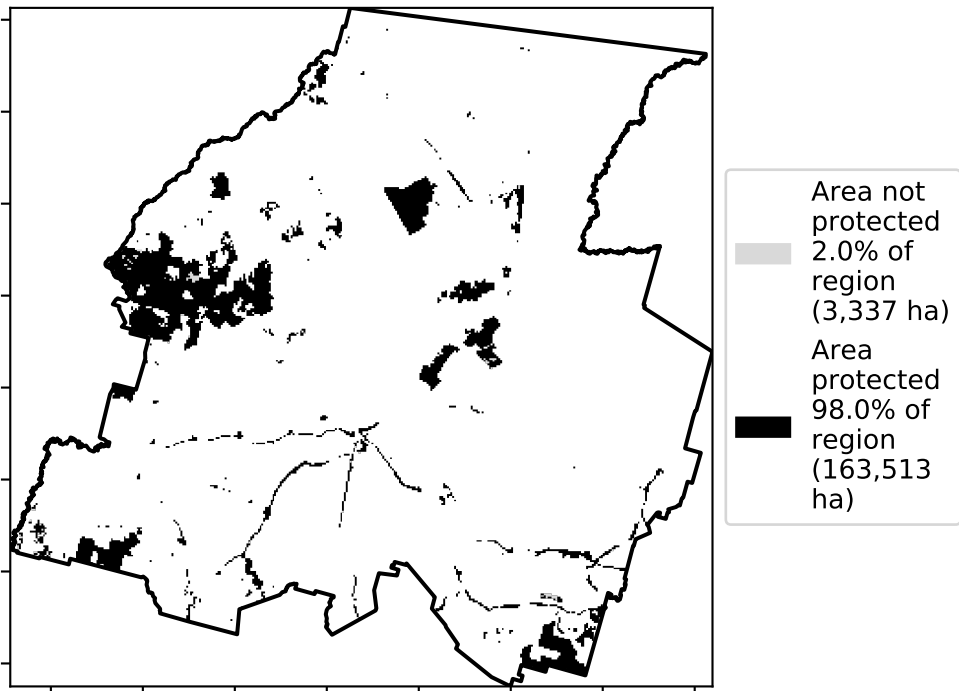 Area not
protected
2.0% of
region
(3,337 ha)
Area
protected
98.0% of
region
(163,513
ha)